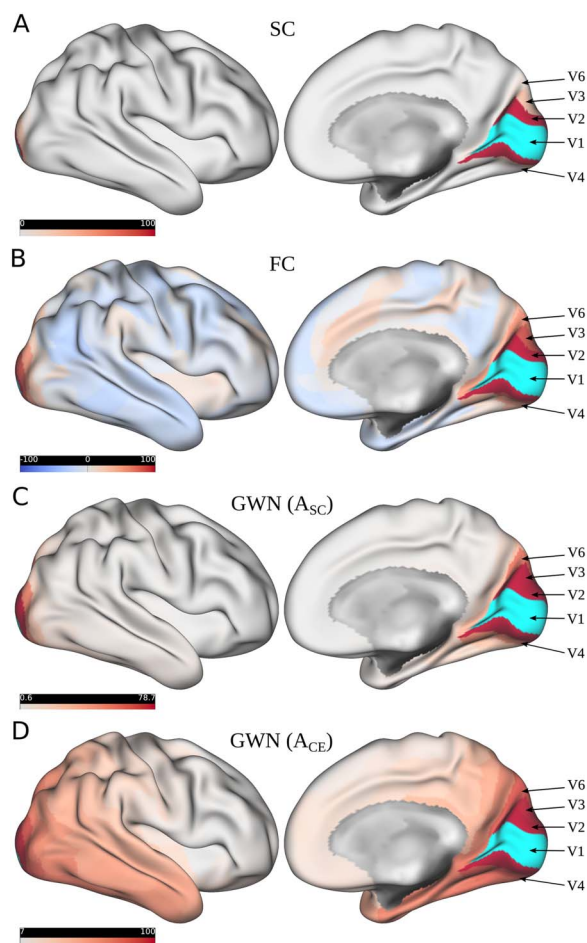 A
SC
V6
V3
V2
V1
V4
0 100
B
FC
V6
V3
V2
V1
V4
-100 0 100
C
GWN (A_SC)
V6
V3
V2
V1
V4
0.6 78.7
D
GWN (A_CE)
V6
V3
V2
V1
V4
7 100